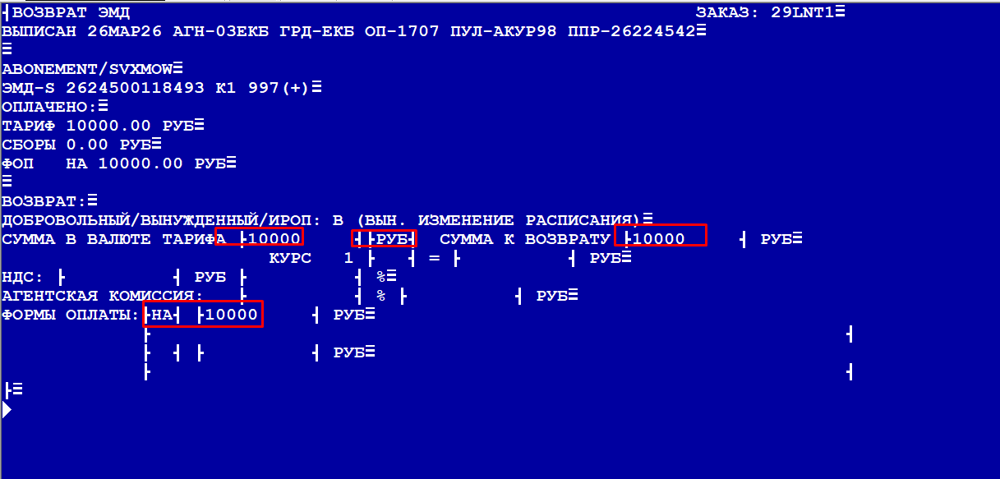 ВОЗВРАТ ЭМД ЗАКАЗ: 29LNT1
ВЫПИСАН 26МАР26 АГН-03ЕКБ ГРД-ЕКБ ОП-1707 ПУЛ-АКУР98 ППР-26224542
ABONEMENT/SVXMOW
ЭМД-S 2624500118493 К1 997(+)
ОПЛАЧЕНО:
ТАРИФ 10000.00 РУБ
СБОРЫ 0.00 РУБ
ФОП НА 10000.00 РУБ
ВОЗВРАТ:
ДОБРОВОЛЬНЫЙ/ВЫНУЖДЕННЫЙ/ИРОП: В (ВЫН. ИЗМЕНЕНИЕ РАСПИСАНИЯ)
СУММА В ВАЛЮТЕ ТАРИФА 10000 РУБ СУММА К ВОЗВРАТУ 10000 РУБ
КУРС 1 = РУБ
НДС: РУБ %
АГЕНТСКАЯ КОМИССИЯ: % РУБ
ФОРМЫ ОПЛАТЫ: НА 10000 РУБ
РУБ